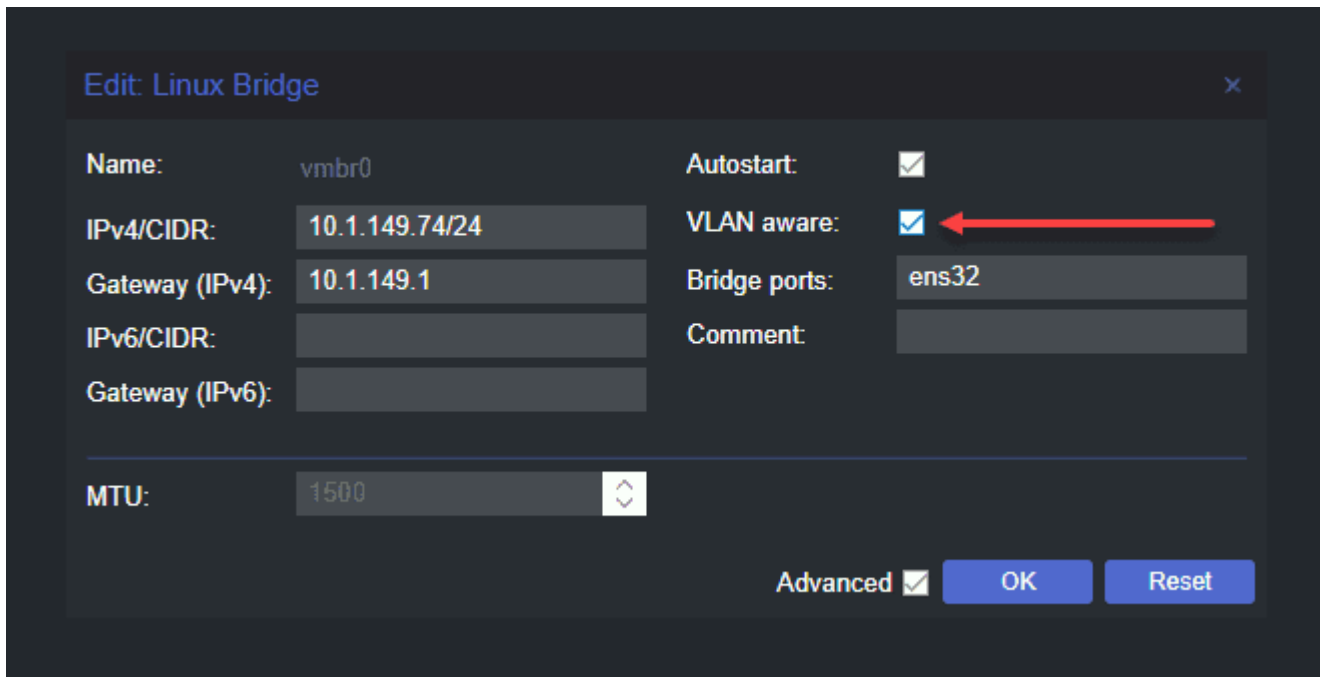 Edit: Linux Bridge
Name: vmbr0
IPv4/CIDR: 10.1.149.74/24
Gateway (IPv4): 10.1.149.1
IPv6/CIDR:
Gateway (IPv6):
Autostart:
VLAN aware:
Bridge ports: ens32
Comment:
MTU: 1500
Advanced OK Reset